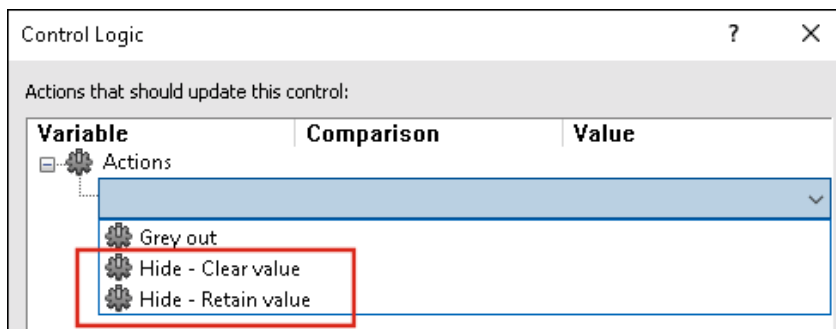 Control Logic ?
Actions that should update this control:
Variable Comparison Value
Actions
Grey out
Hide - Clear value
Hide - Retain value